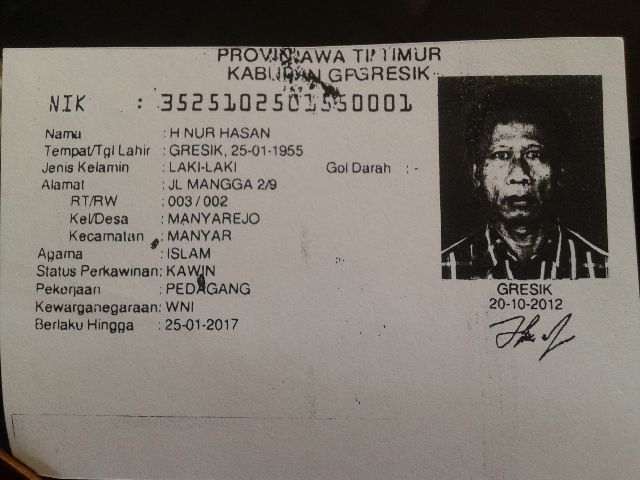 PROVINSI JAWA TIMUR
KABUPATEN GRESIK
NIK : 3525102501550001
Nama : H NUR HASAN
Tempat/Tgl Lahir : GRESIK, 25-01-1955
Jenis Kelamin : LAKI-LAKI Gol Darah : -
Alamat : JL MANGGA 2/9
RT/RW : 003 / 002
Kel/Desa : MANYAREJO
Kecamatan : MANYAR
Agama : ISLAM
Status Perkawinan: KAWIN
Pekerjaan : PEDAGANG
Kewarganegaraan: WNI
Berlaku Hingga : 25-01-2017
GRESIK
20-10-2012